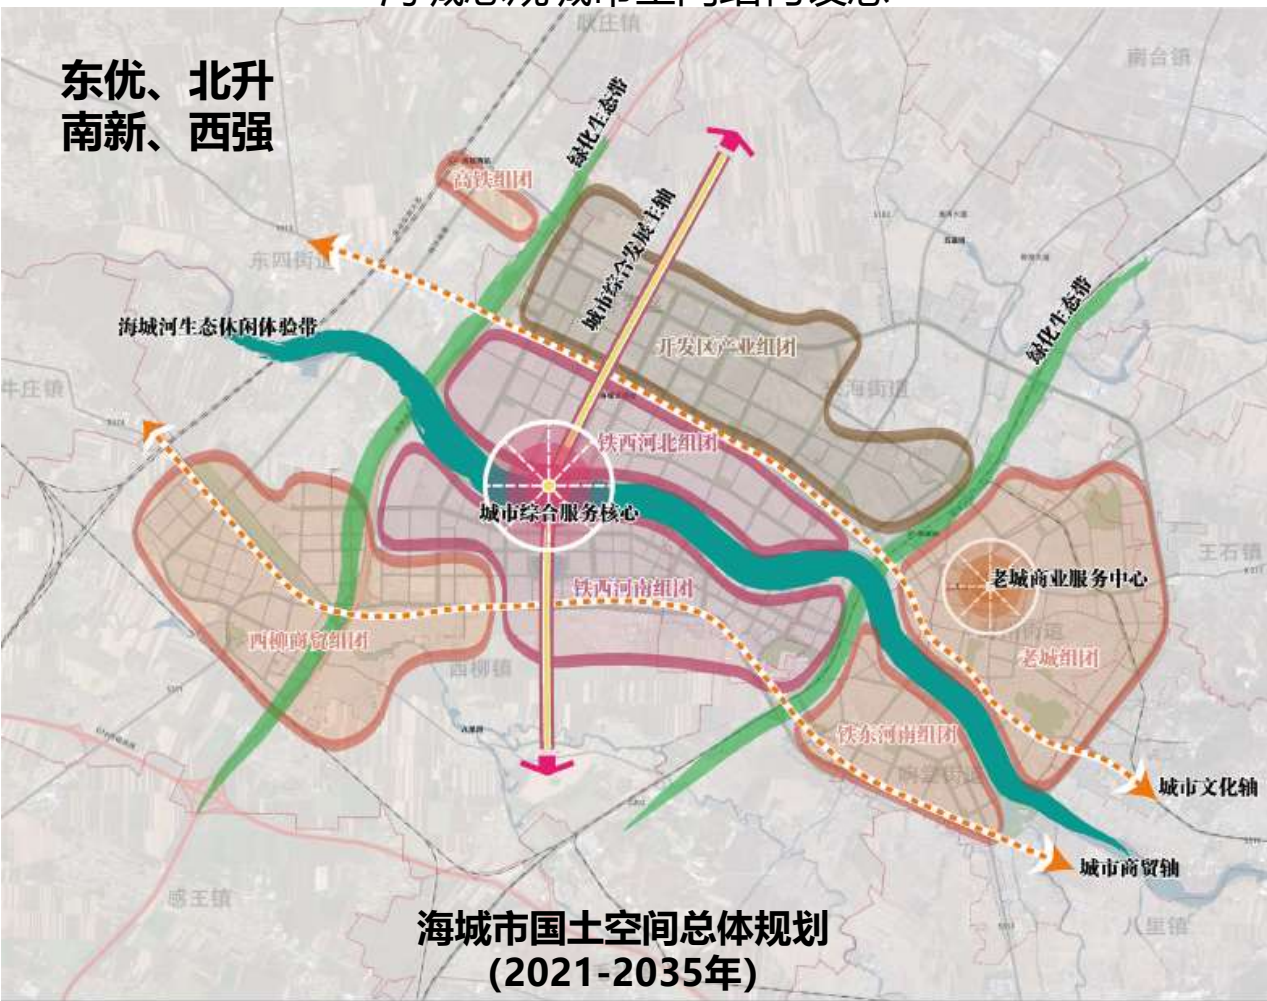 东优、北升
南新、西强
耿庄镇
南台镇
绿化生态带
高铁组团
城市综合发展主轴
东四街道
海城河生态休闲体验带
绿化生态带
开发区产业组团
牛庄镇
铁西河北组团
城市综合服务核心
王石镇
老城商业服务中心
铁西河南组团
西柳商贸组团
老城组团
西柳镇
八里河
铁东河南组团
响堂街道
城市文化轴
城市商贸轴
感王镇
八里镇
海城市国土空间总体规划
(2021-2035年)